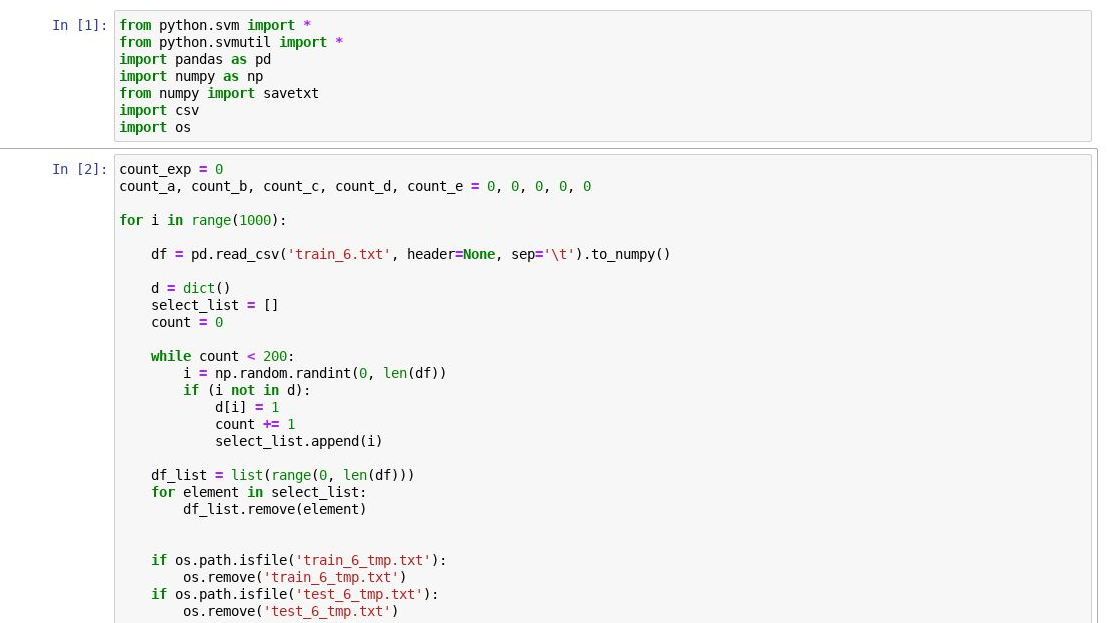 In [1]:
from python.svm import *
from python.svmutil import *
import pandas as pd
import numpy as np
from numpy import savetxt
import csv
import os
In [2]:
count_exp = 0
count_a, count_b, count_c, count_d, count_e = 0, 0, 0, 0, 0

for i in range(1000):

    df = pd.read_csv('train_6.txt', header=None, sep='\t').to_numpy()

    d = dict()
    select_list = []
    count = 0

    while count < 200:
        i = np.random.randint(0, len(df))
        if (i not in d):
            d[i] = 1
            count += 1
            select_list.append(i)

    df_list = list(range(0, len(df)))
    for element in select_list:
        df_list.remove(element)


    if os.path.isfile('train_6_tmp.txt'):
        os.remove('train_6_tmp.txt')
    if os.path.isfile('test_6_tmp.txt'):
        os.remove('test_6_tmp.txt')